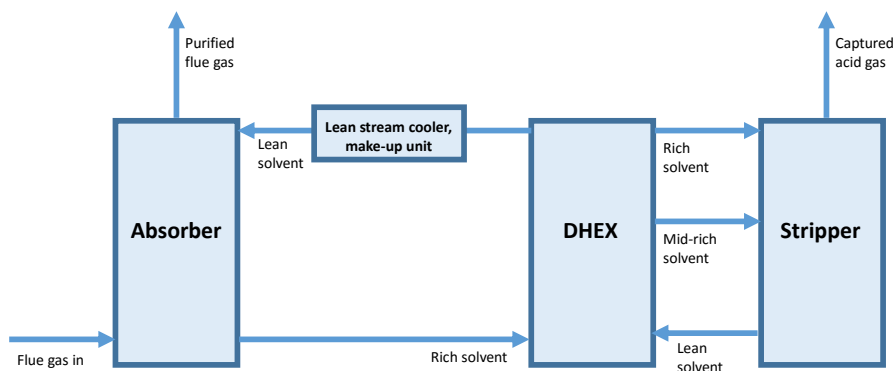 Purified
flue gas
Captured
acid gas
Lean stream cooler,
make-up unit
Lean
solvent
Rich
solvent
Absorber
DHEX
Stripper
Mid-rich
solvent
Flue gas in
Rich solvent
Lean
solvent